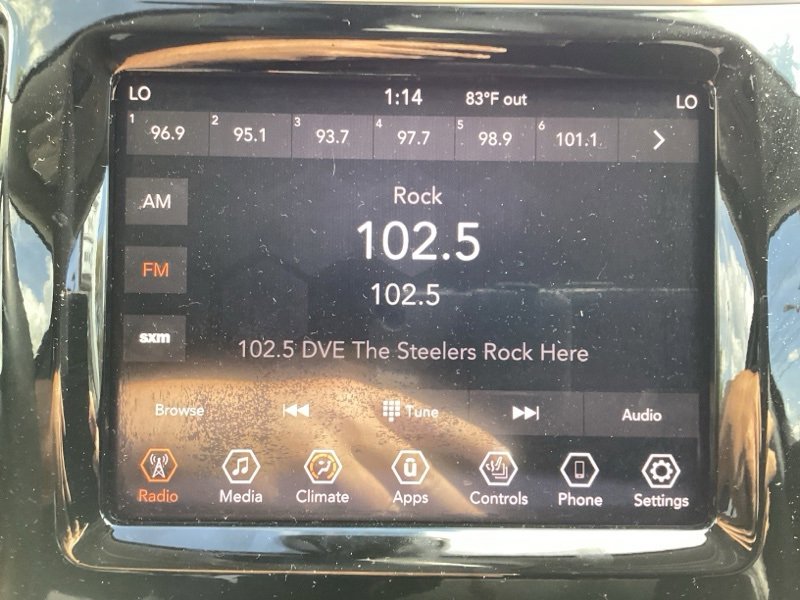 LO 1:14 83°F out LO
1 96.9 2 95.1 3 93.7 4 97.7 5 98.9 6 101.1
Rock
AM
102.5
FM
102.5
sxm
102.5 DVE The Steelers Rock Here
Browse Tune Audio
Radio Media Climate Apps Controls Phone Settings